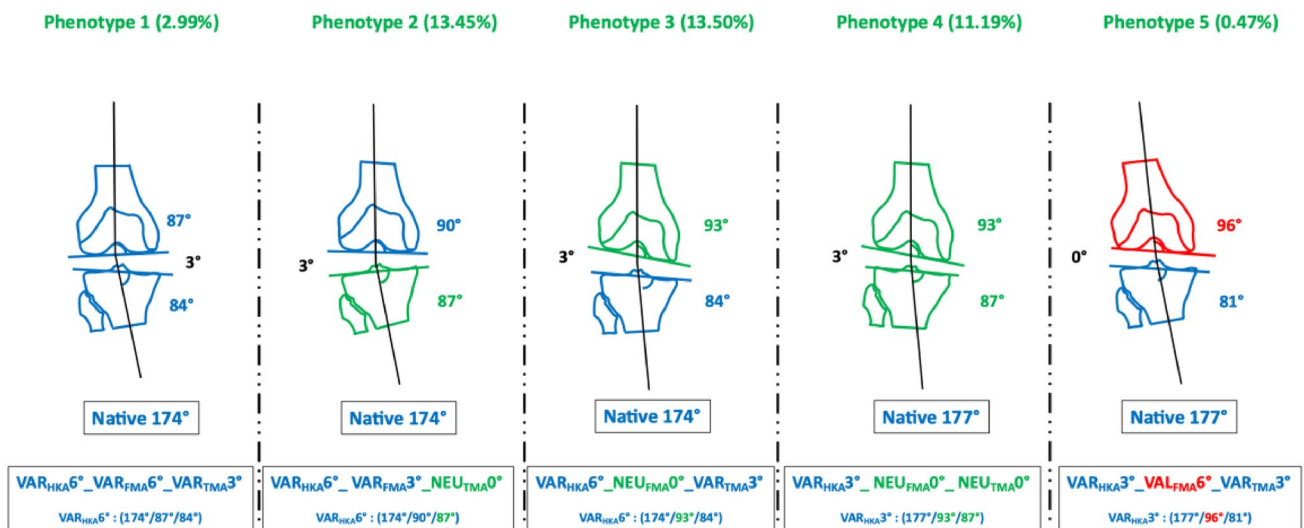 Phenotype 1 (2.99%)
Phenotype 2 (13.45%)
Phenotype 3 (13.50%)
Phenotype 4 (11.19%)
Phenotype 5 (0.47%)
87°
3°
84°
90°
3°
87°
93°
3°
84°
93°
3°
87°
96°
0°
81°
Native 174°
Native 174°
Native 174°
Native 177°
Native 177°
VARHKA6°_VARFMA6°_VARTMA3°
VARHKA6° : (174°/87°/84°)
VARHKA6°_ VARFMA3°_NEUTMA0°
VARHKA6° : (174°/90°/87°)
VARHKA6°_NEUFMA0°_VARTMA3°
VARHKA6° : (174°/93°/84°)
VARHKA3°_ NEUFMA0°_ NEUTMA0°
VARHKA3° : (177°/93°/87°)
VARHKA3°_VALFMA6°_VARTMA3°
VARHKA3° : (177°/96°/81°)